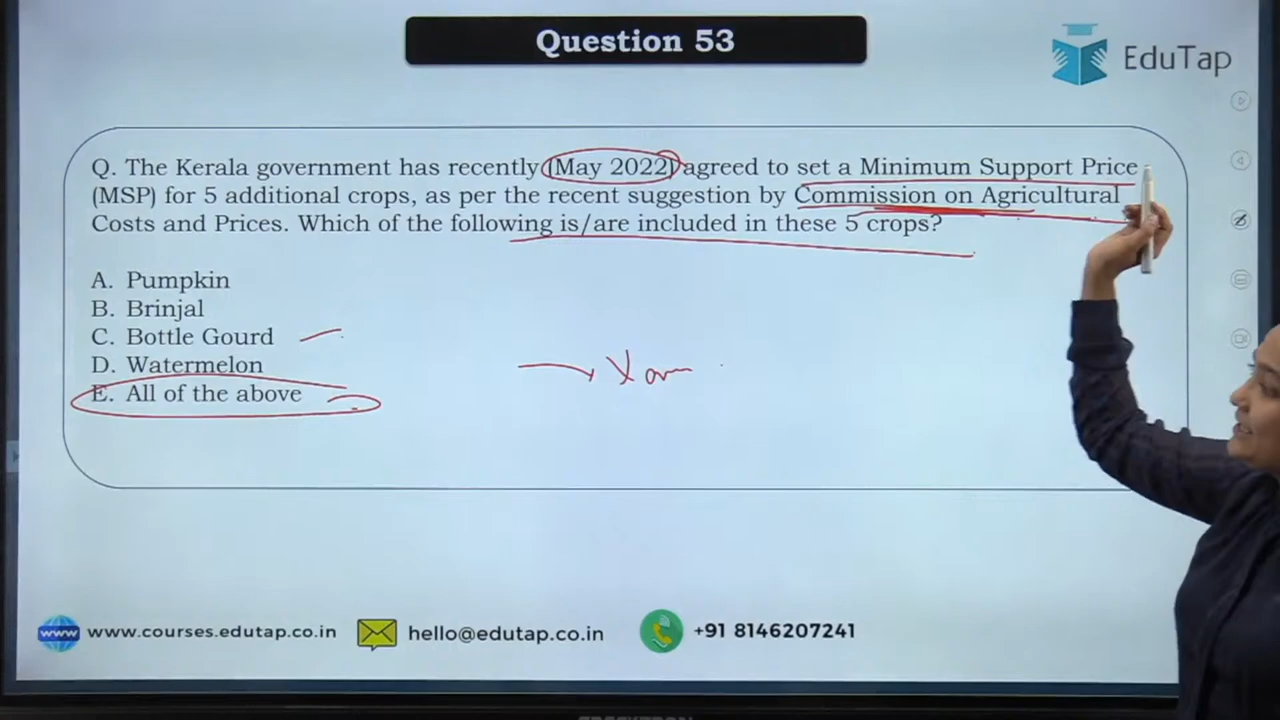 Question 53
EduTap
Q. The Kerala government has recently (May 2022) agreed to set a Minimum Support Price
(MSP) for 5 additional crops, as per the recent suggestion by Commission on Agricultural
Costs and Prices. Which of the following is/are included in these 5 crops?
A. Pumpkin
B. Brinjal
C. Bottle Gourd
D. Watermelon
E. All of the above
Yam
www
www.courses.edutap.co.in
hello@edutap.co.in
+91 8146207241